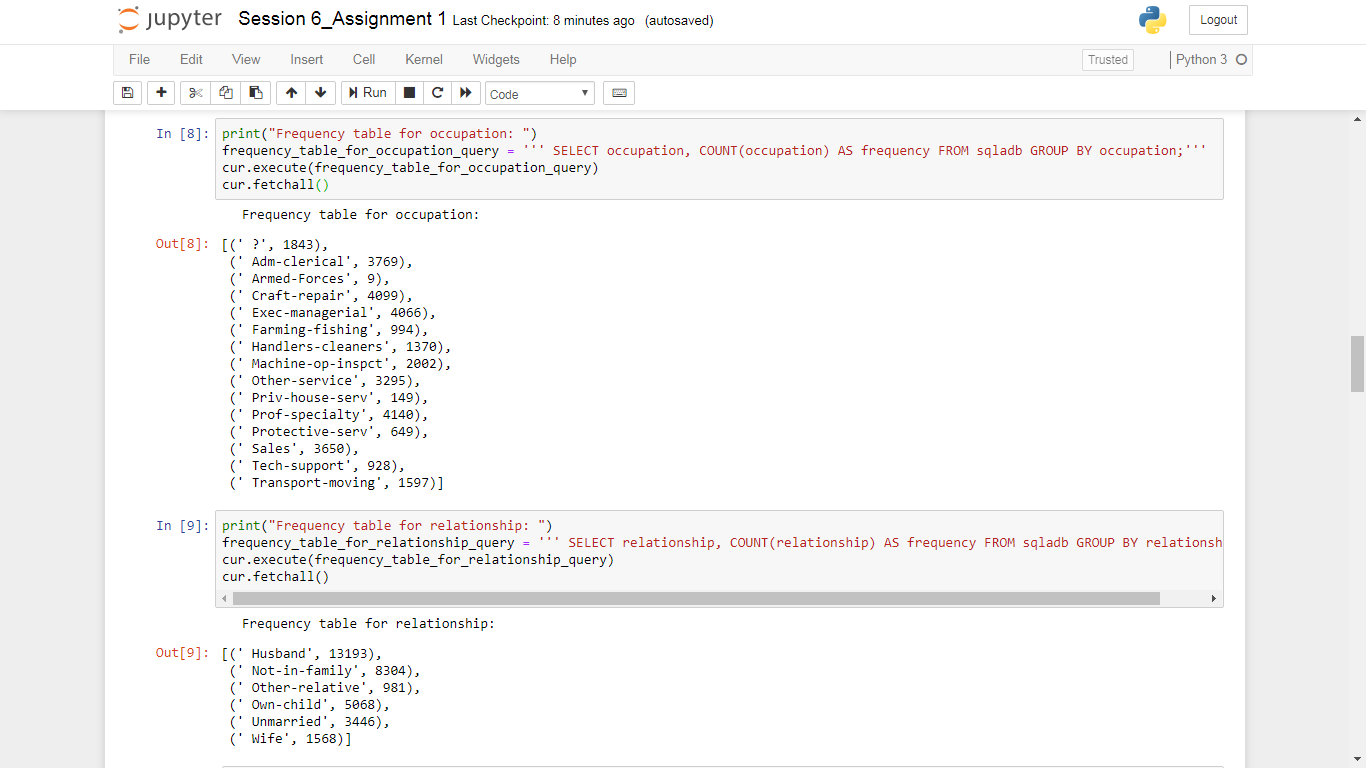 jupyter Session 6_Assignment 1 Last Checkpoint: 8 minutes ago (autosaved)
Logout
File Edit View Insert Cell Kernel Widgets Help
Trusted
Python 3
Run
Code
In [8]: print("Frequency table for occupation: ")
frequency_table_for_occupation_query = ''' SELECT occupation, COUNT(occupation) AS frequency FROM sqladb GROUP BY occupation;'''
cur.execute(frequency_table_for_occupation_query)
cur.fetchall()
Frequency table for occupation:
Out[8]: [(' ?', 1843),
(' Adm-clerical', 3769),
(' Armed-Forces', 9),
(' Craft-repair', 4099),
(' Exec-managerial', 4066),
(' Farming-fishing', 994),
(' Handlers-cleaners', 1370),
(' Machine-op-inspct', 2002),
(' Other-service', 3295),
(' Priv-house-serv', 149),
(' Prof-specialty', 4140),
(' Protective-serv', 649),
(' Sales', 3650),
(' Tech-support', 928),
(' Transport-moving', 1597)]
In [9]: print("Frequency table for relationship: ")
frequency_table_for_relationship_query = ''' SELECT relationship, COUNT(relationship) AS frequency FROM sqladb GROUP BY relationsh
cur.execute(frequency_table_for_relationship_query)
cur.fetchall()
Frequency table for relationship:
Out[9]: [(' Husband', 13193),
(' Not-in-family', 8304),
(' Other-relative', 981),
(' Own-child', 5068),
(' Unmarried', 3446),
(' Wife', 1568)]